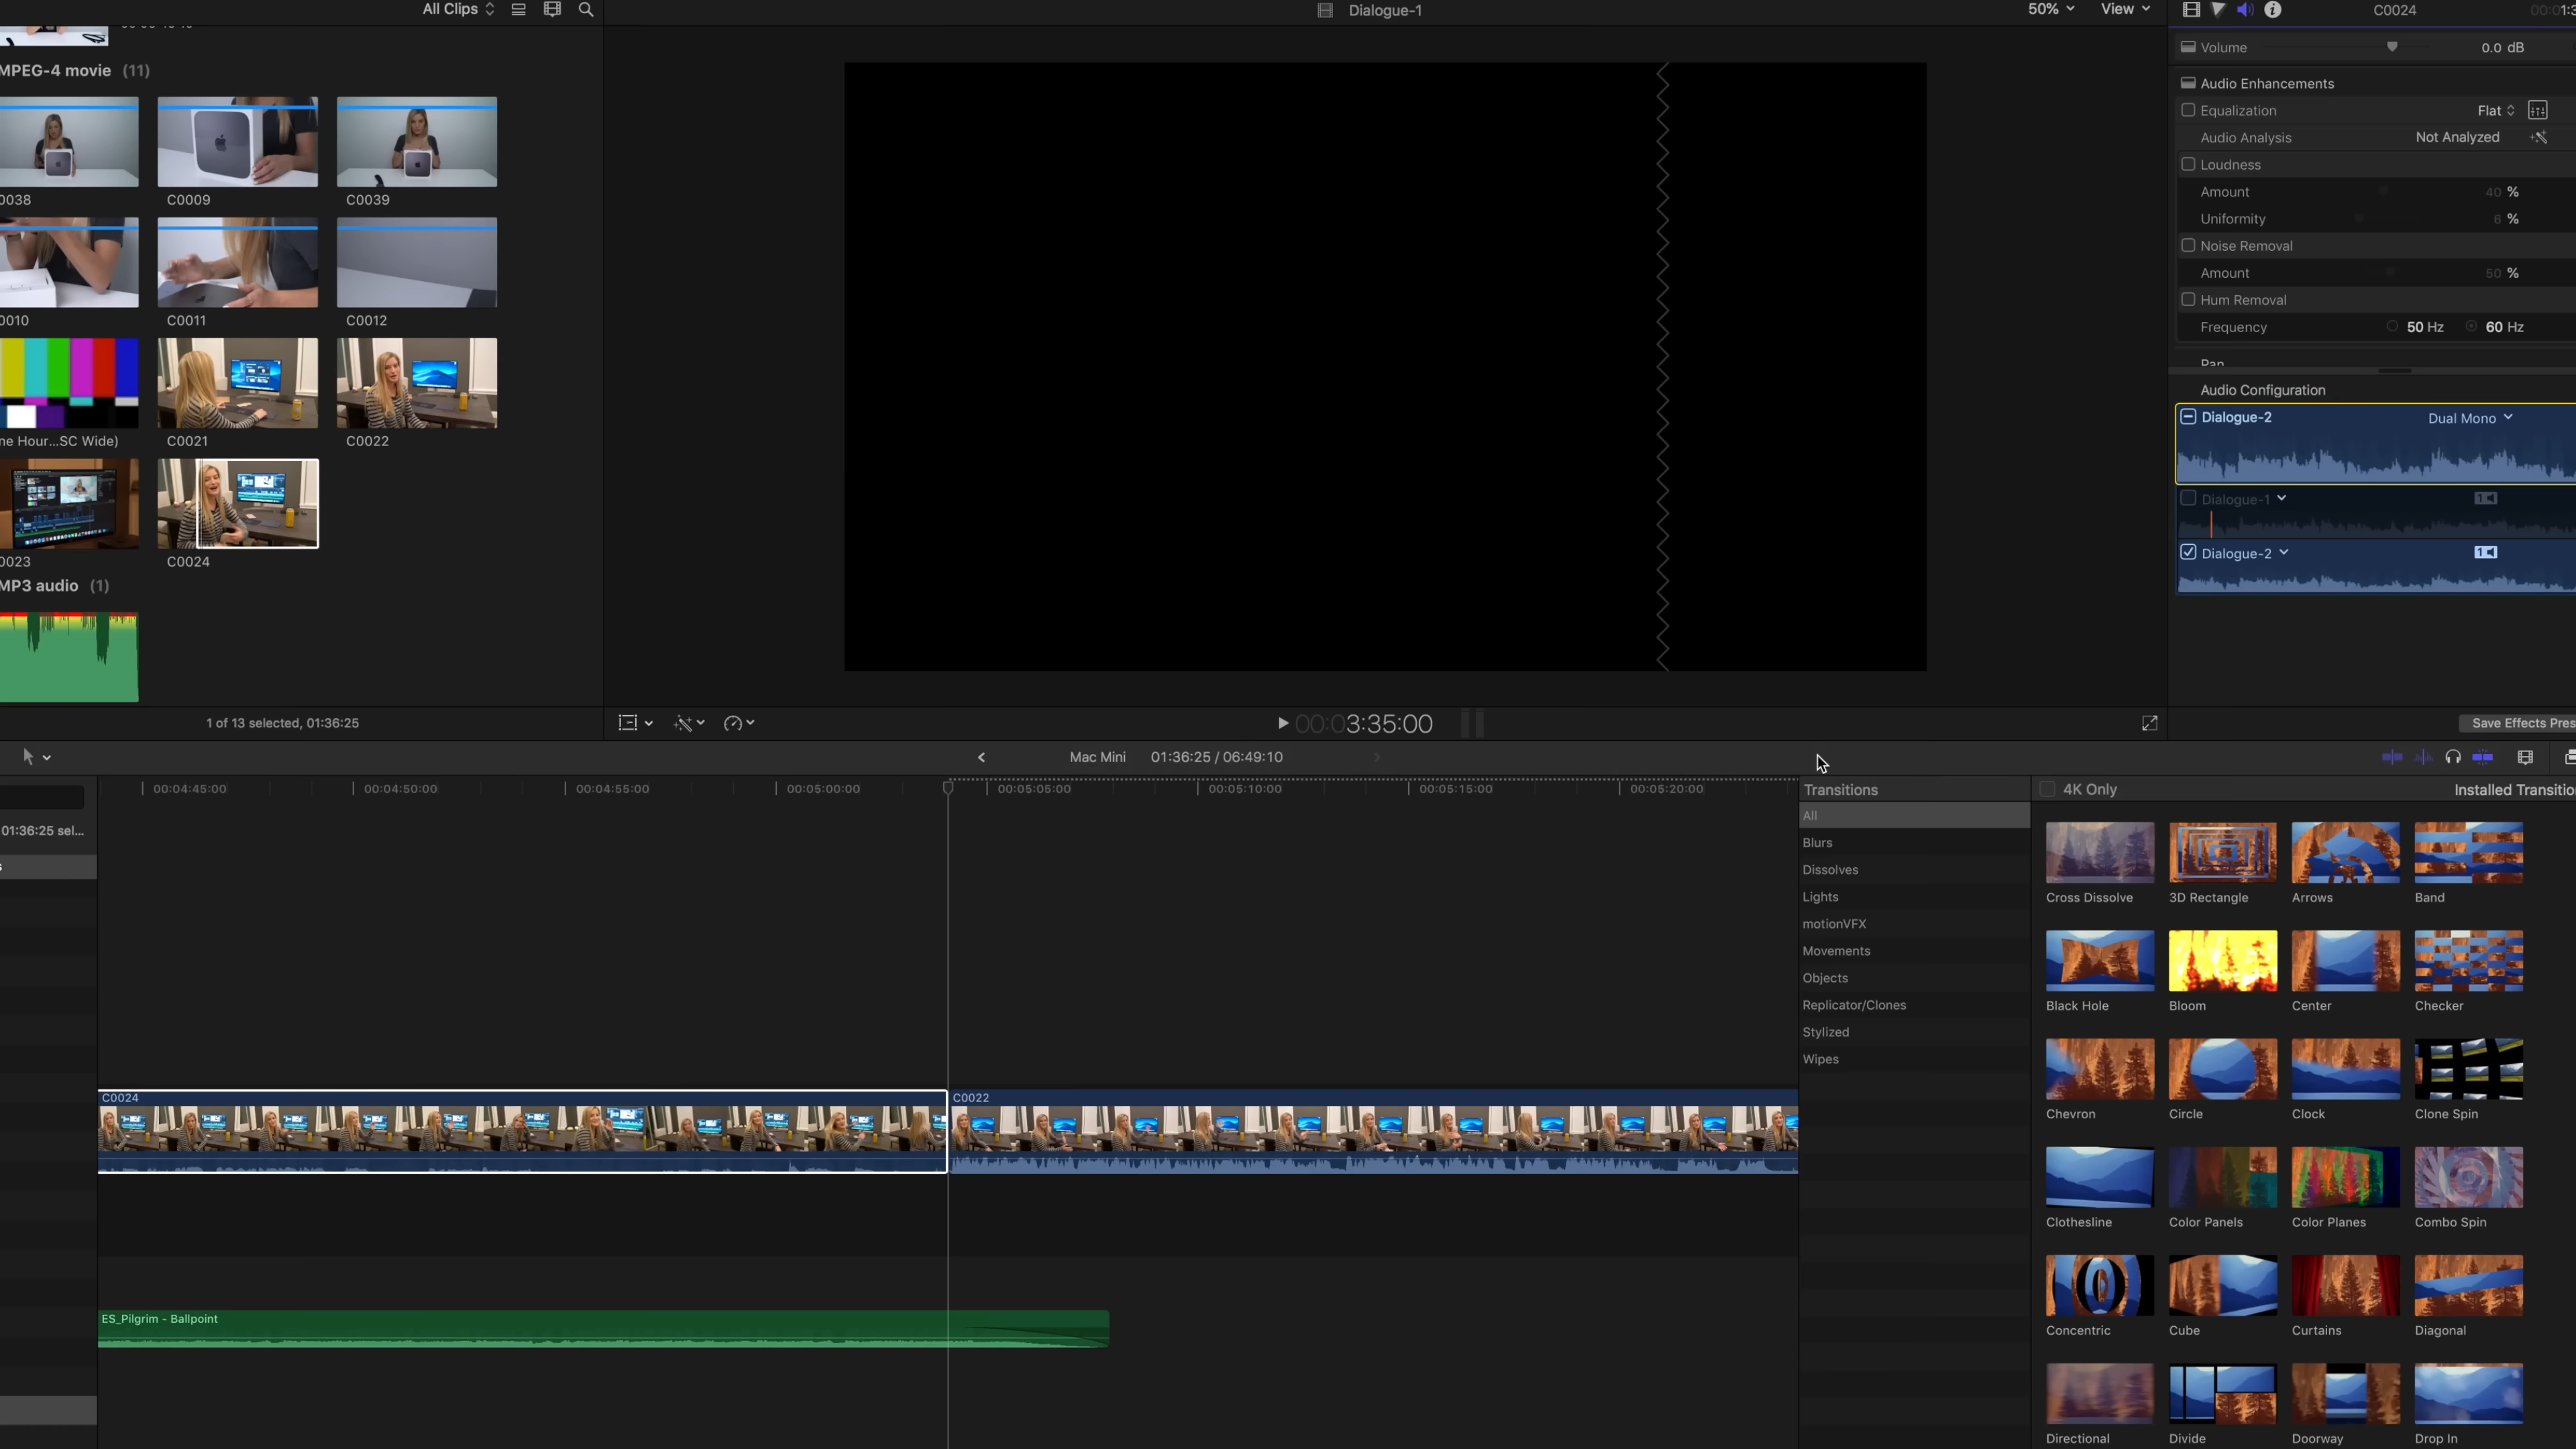 All Clips
Dialogue-1
50%
View
C0024
MPEG-4 movie (11)
C0009
C0039
C0011
C0012
C0021
C0022
C0024
MP3 audio (1)
1 of 13 selected, 01:36:25
00:03:35:00
Volume
0.0 dB
Audio Enhancements
Equalization
Flat
Audio Analysis
Not Analyzed
Loudness
Amount
40 %
Uniformity
6 %
Noise Removal
Amount
50 %
Hum Removal
Frequency
50 Hz
60 Hz
Pan
Audio Configuration
Dialogue-2
Dual Mono
Dialogue-1
Dialogue-2
Save Effects Pres
Mac Mini
01:36:25 / 06:49:10
00:04:45:00
00:04:50:00
00:04:55:00
00:05:00:00
00:05:05:00
00:05:10:00
00:05:15:00
00:05:20:00
01:36:25 sel...
C0024
C0022
ES_Pilgrim - Ballpoint
Transitions
All
Blurs
Dissolves
Lights
motionVFX
Movements
Objects
Replicator/Clones
Stylized
Wipes
4K Only
Installed Transitio
Cross Dissolve
3D Rectangle
Arrows
Band
Black Hole
Bloom
Center
Checker
Chevron
Circle
Clock
Clone Spin
Clothesline
Color Panels
Color Planes
Combo Spin
Concentric
Cube
Curtains
Diagonal
Directional
Divide
Doorway
Drop In